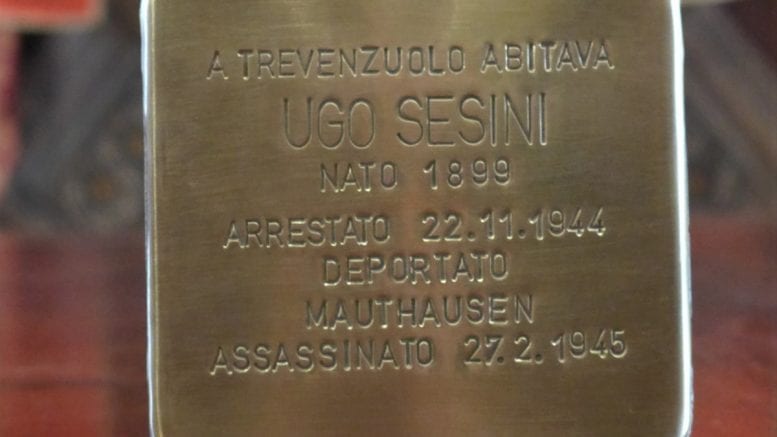 A TREVENZUOLO ABITAVA
UGO SESINI
NATO 1899
ARRESTATO 22.11.1944
DEPORTATO
MAUTHAUSEN
ASSASSINATO 27.2.1945